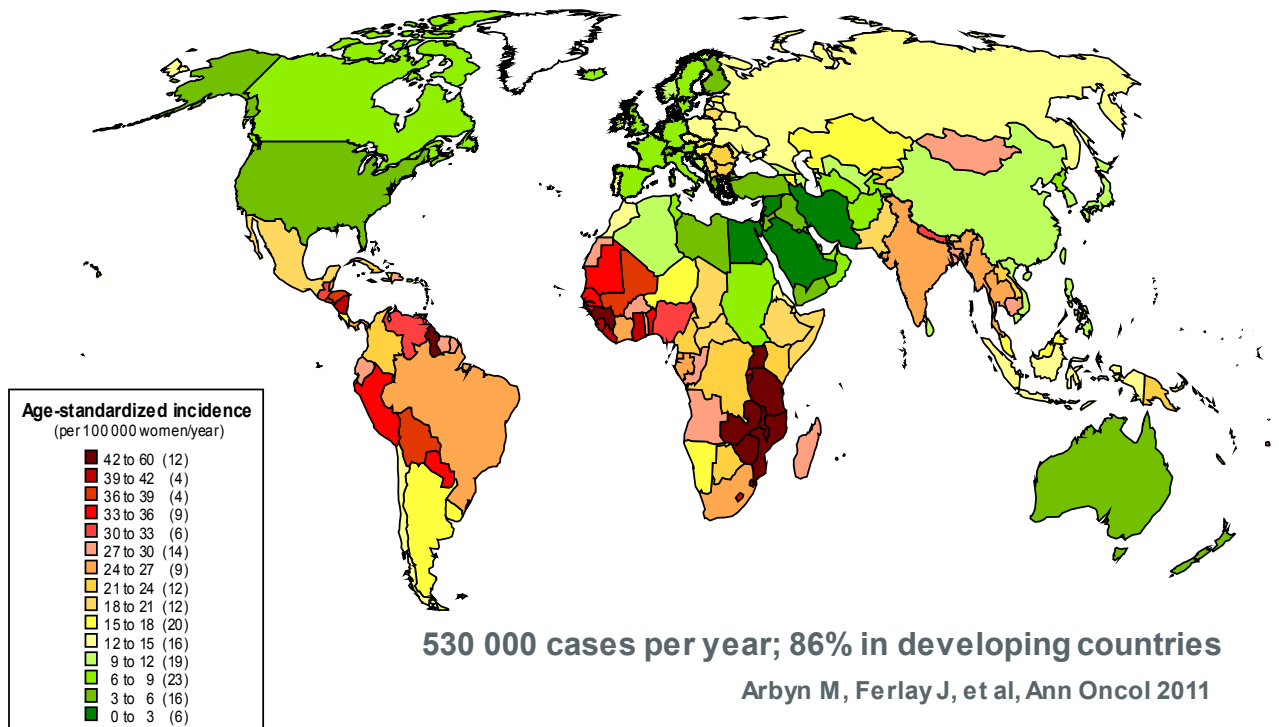 Age-standardized incidence
(per 100 000 women/year)
42 to 60 (12)
39 to 42 (4)
36 to 39 (4)
33 to 36 (9)
30 to 33 (6)
27 to 30 (14)
24 to 27 (9)
21 to 24 (12)
18 to 21 (12)
15 to 18 (20)
12 to 15 (16)
9 to 12 (19)
6 to 9 (23)
3 to 6 (16)
0 to 3 (6)
530 000 cases per year; 86% in developing countries
Arbyn M, Ferlay J, et al, Ann Oncol 2011